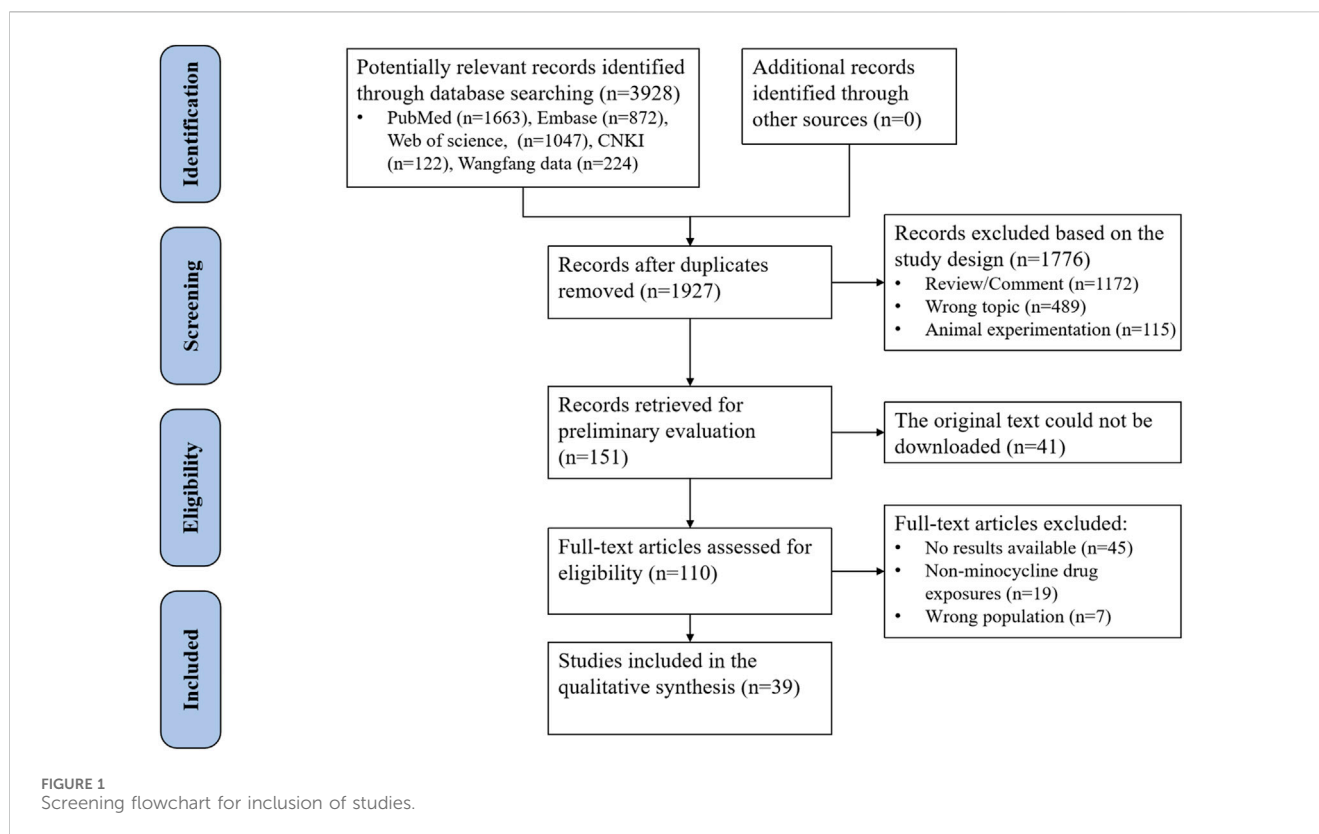 Identification
Potentially relevant records identified
through database searching (n=3928)
• PubMed (n=1663), Embase (n=872),
Web of science, (n=1047), CNKI
(n=122), Wangfang data (n=224)
Additional records
identified through
other sources (n=0)
Screening
Records after duplicates
removed (n=1927)
Records excluded based on the
study design (n=1776)
• Review/Comment (n=1172)
• Wrong topic (n=489)
• Animal experimentation (n=115)
Eligibility
Records retrieved for
preliminary evaluation
(n=151)
The original text could not be
downloaded (n=41)
Full-text articles assessed for
eligibility (n=110)
Full-text articles excluded:
• No results available (n=45)
• Non-minocycline drug
exposures (n=19)
• Wrong population (n=7)
Included
Studies included in the
qualitative synthesis (n=39)
FIGURE 1
Screening flowchart for inclusion of studies.